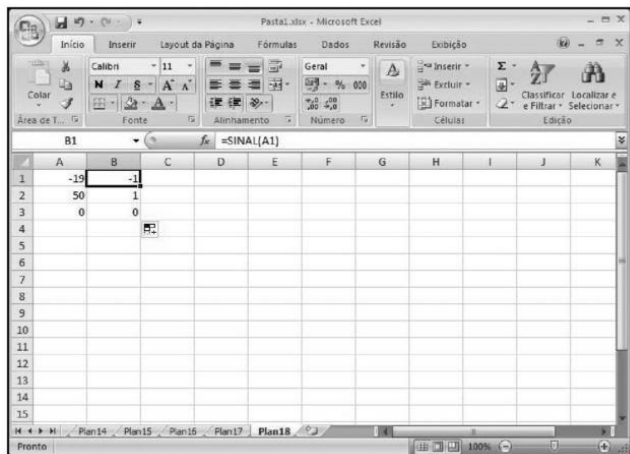 Pasta1.xlsx - Microsoft Excel
Início Inserir Layout da Página Fórmulas Dados Revisão Exibição
Colar
Calibri 11
N I S A A
Geral
% 000
Estilo
Inserir
Excluir
Formatar
Σ
Classificar e Filtrar
Localizar e Selecionar
Área de T... Fonte Alinhamento Número Células Edição
B1 fx =SINAL(A1)
A B C D E F G H I J K
1 -19 -1
2 50 1
3 0 0
4
5
6
7
8
9
10
11
12
13
14
15
Plan14 Plan15 Plan16 Plan17 Plan18
Pronto 100%